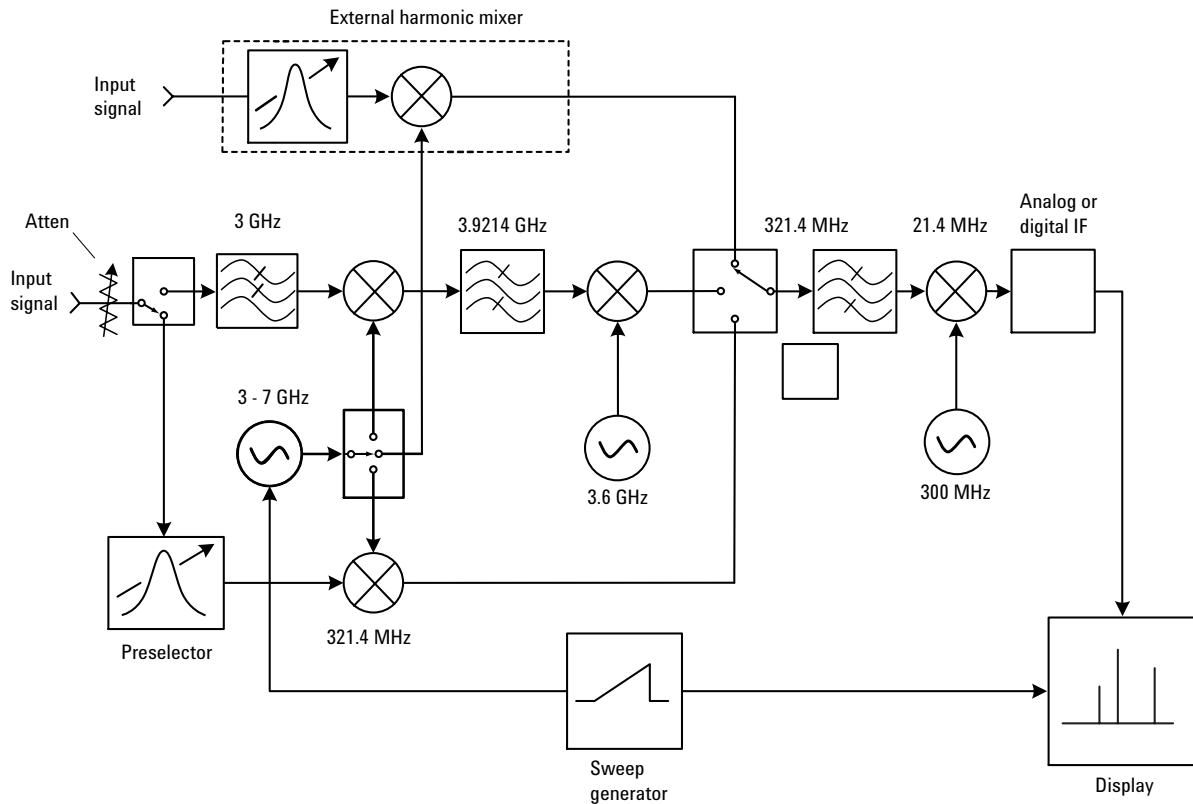 External harmonic mixer
Input
signal
Atten
3 GHz
3.9214 GHz
321.4 MHz
21.4 MHz
Analog or
digital IF
Input
signal
3 - 7 GHz
3.6 GHz
300 MHz
321.4 MHz
Preselector
Sweep
generator
Display